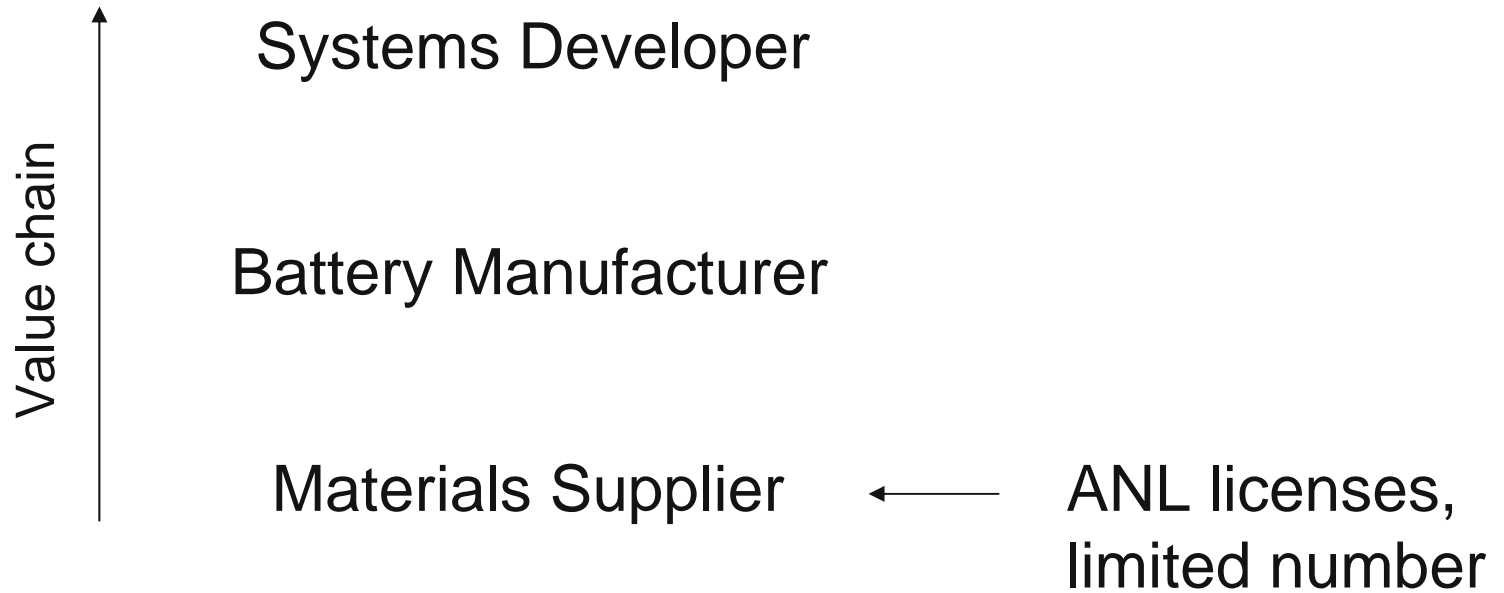 Systems Developer
Value chain
Battery Manufacturer
Materials Supplier
ANL licenses,
limited number